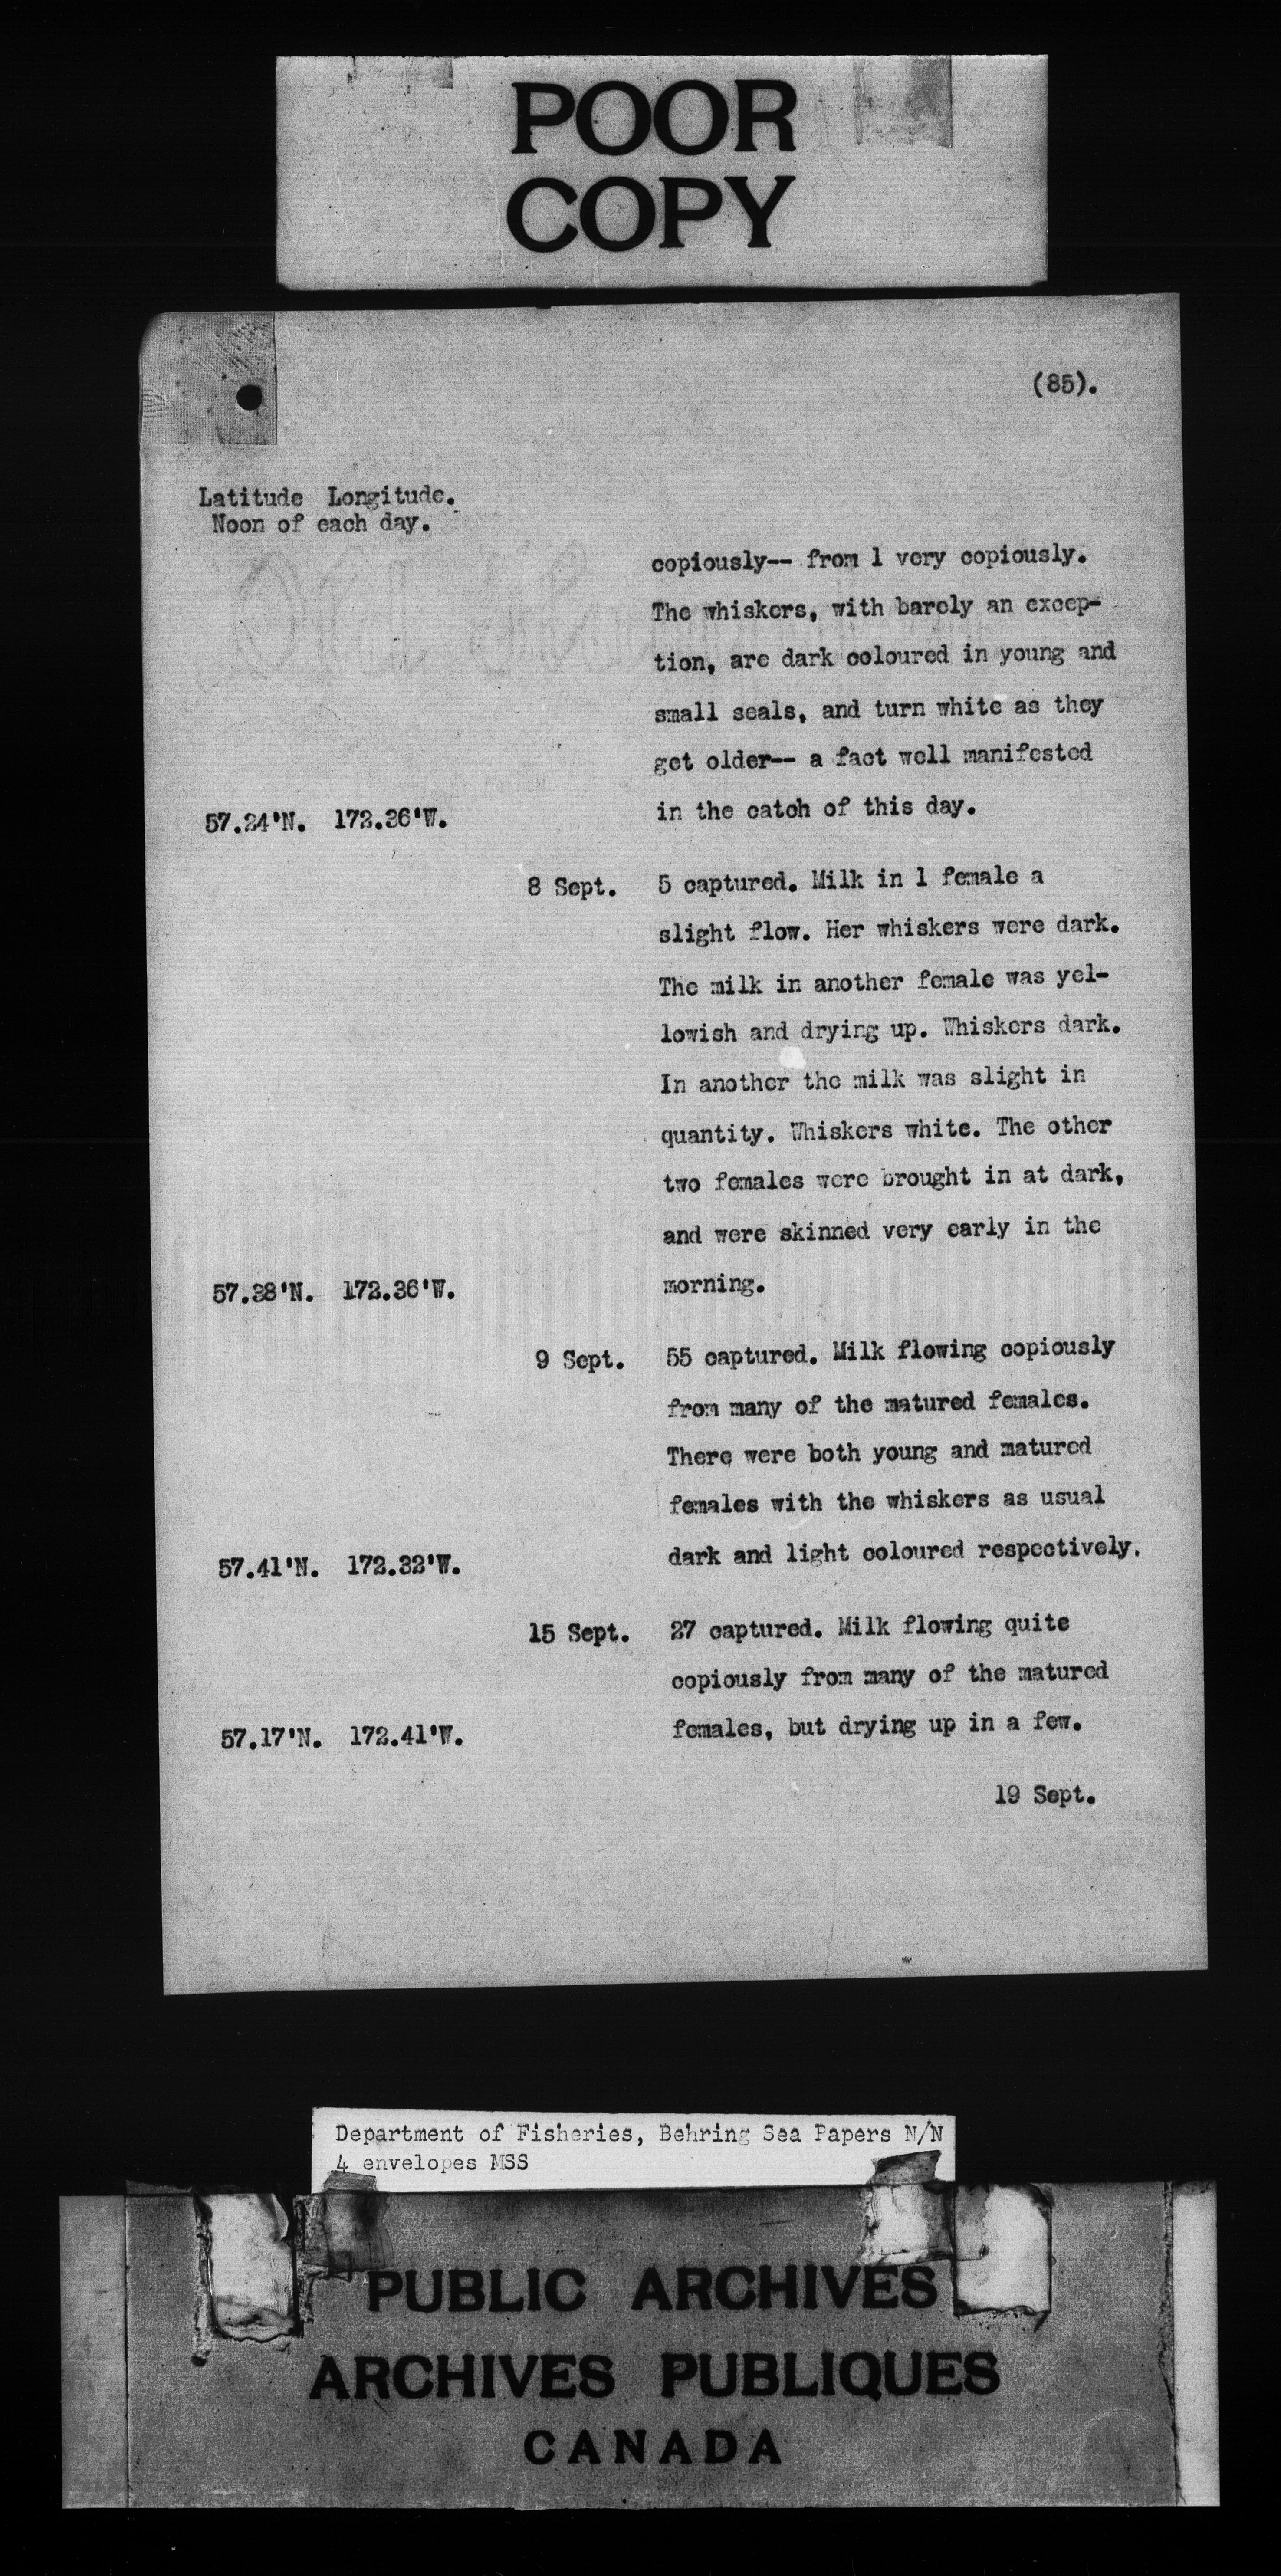 POOR
COPY
(85).
Latitude Longitude.
Noon of each day.
copiously-- from 1 very copiously.
The whiskers, with barely an excep-
tion, are dark coloured in young and
small seals, and turn white as they
get older-- a fact well manifested
57.24'N. 172.36'W. in the catch of this day.
8 Sept. 5 captured. Milk in 1 female a
slight flow. Her whiskers were dark.
The milk in another female was yel-
lowish and drying up. Whiskers dark.
In another the milk was slight in
quantity. Whiskers white. The other
two females were brought in at dark,
and were skinned very early in the
57.38'N. 172.36'W. morning.
9 Sept. 55 captured. Milk flowing copiously
from many of the matured females.
There were both young and matured
females with the whiskers as usual
57.41'N. 172.32'W. dark and light coloured respectively.
15 Sept. 27 captured. Milk flowing quite
copiously from many of the matured
57.17'N. 172.41'W. females, but drying up in a few.
19 Sept.
Department of Fisheries, Behring Sea Papers N/N
4 envelopes MSS
PUBLIC ARCHIVES
ARCHIVES PUBLIQUES
CANADA